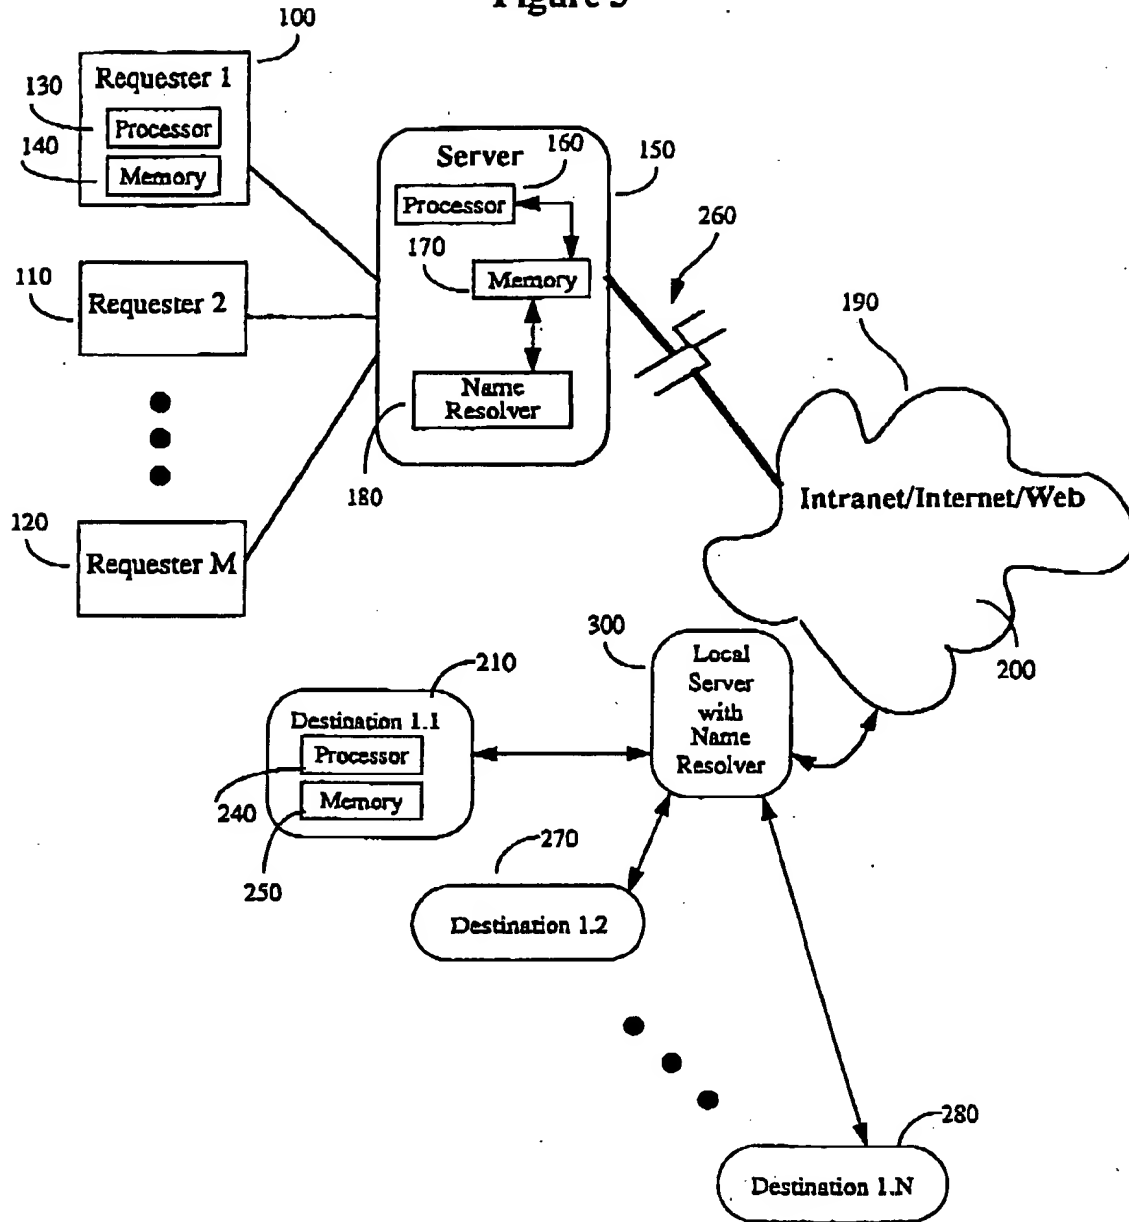 Figure 3
100
Requester 1
130
Processor
140
Memory
110
Requester 2
120
Requester M
Server
160
150
Processor
170
Memory
Name
Resolver
180
260
190
Intranet/Internet/Web
200
300
Local
Server
with
Name
Resolver
210
Destination 1.1
Processor
240
Memory
250
270
Destination 1.2
280
Destination 1.N